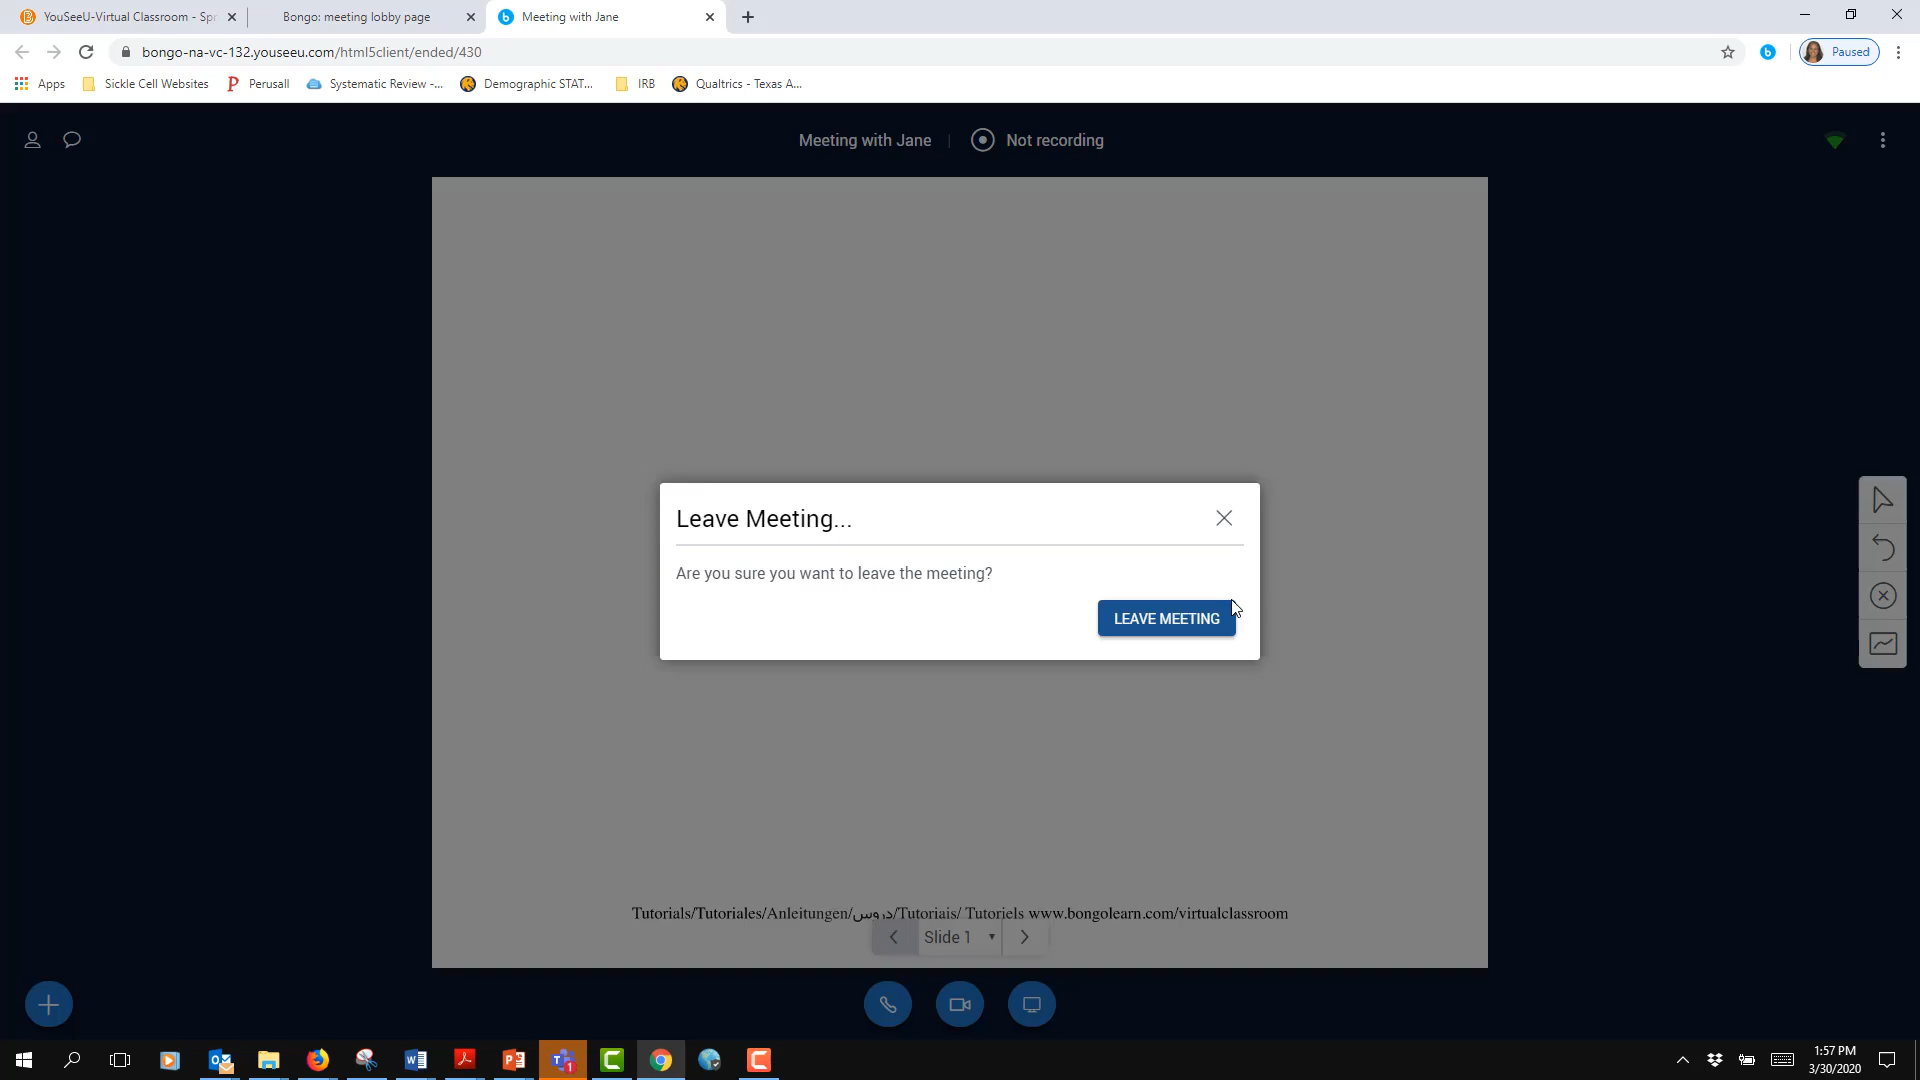 YouSeeU-Virtual Classroom - Spr
Bongo: meeting lobby page
Meeting with Jane
bongo-na-vc-132.youseeu.com/html5client/ended/430
Paused
Apps
Sickle Cell Websites
Perusall
Systematic Review -...
Demographic STAT...
IRB
Qualtrics - Texas A...
Meeting with Jane
Not recording
Leave Meeting...
Are you sure you want to leave the meeting?
LEAVE MEETING
Tutorials/Tutoriales/Anleitungen/دروس/Tutoriais/ Tutoriels www.bongolearn.com/virtualclassroom
Slide 1
1:57 PM
3/30/2020